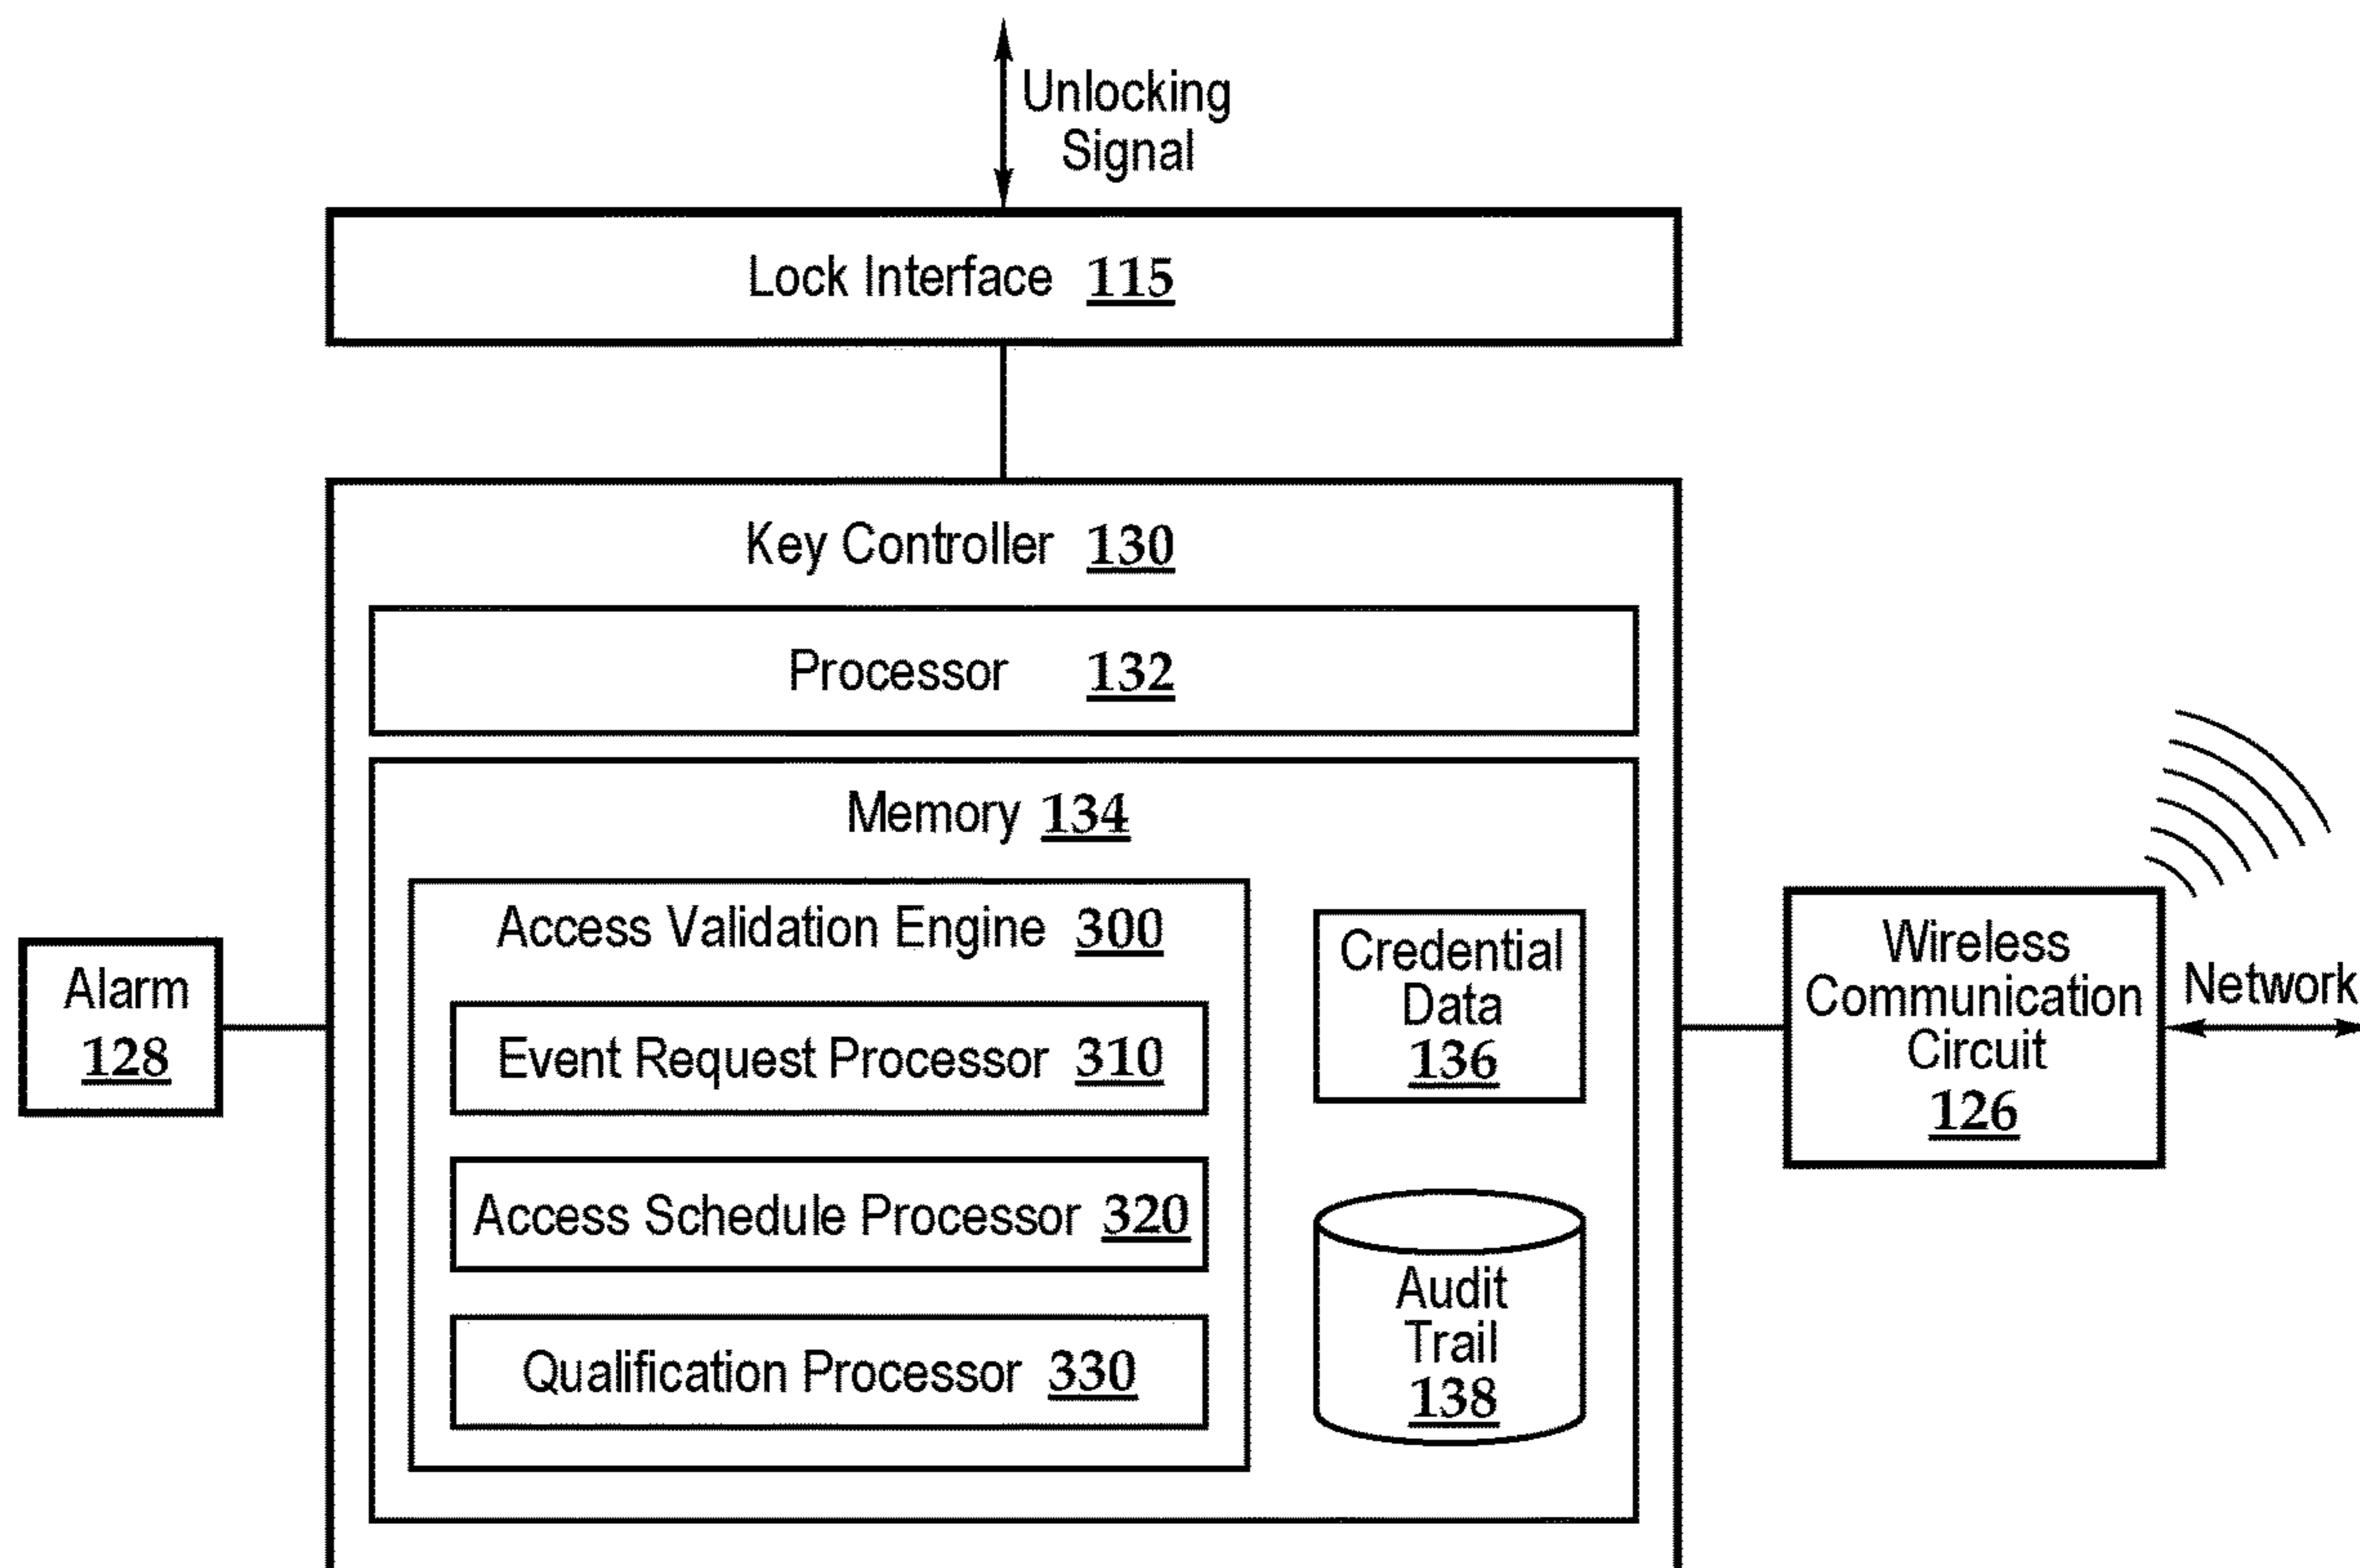 Unlocking
Signal
Lock Interface 115
Key Controller 130
Processor 132
Memory 134
Access Validation Engine 300
Event Request Processor 310
Access Schedule Processor 320
Qualification Processor 330
Credential
Data
136
Audit
Trail
138
Alarm
128
Wireless
Communication
Circuit
126
Network